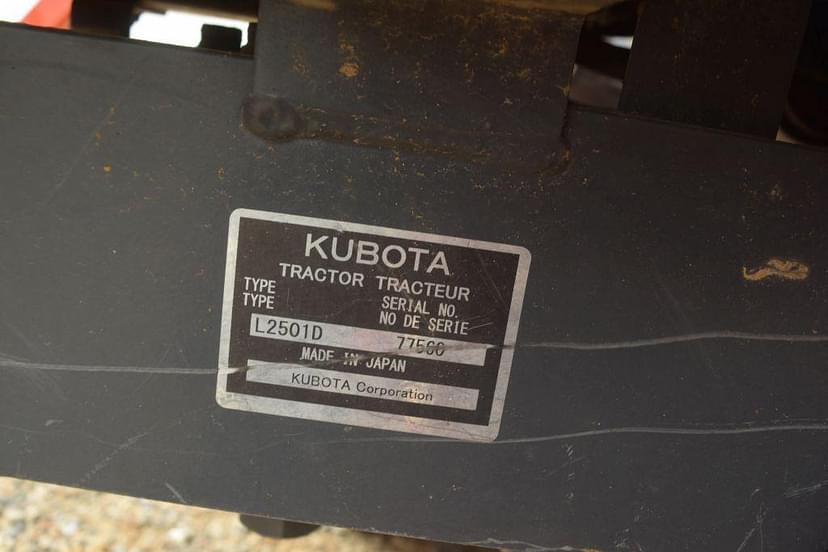 KUBOTA
TRACTOR TRACTEUR
TYPE SERIAL NO.
TYPE NO DE SERIE
L2501D
MADE IN JAPAN
KUBOTA Corporation